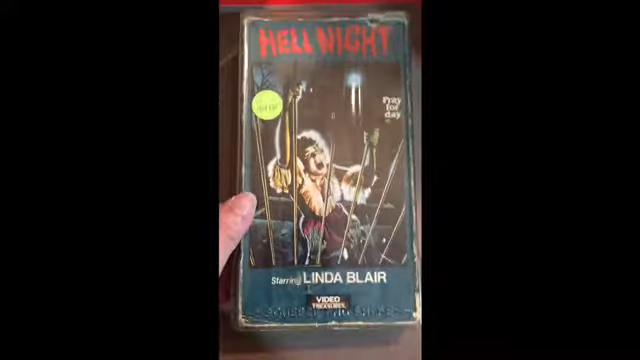 HELL NIGHT
Pray
for
day
Starring LINDA BLAIR
VIDEO
TREASURES